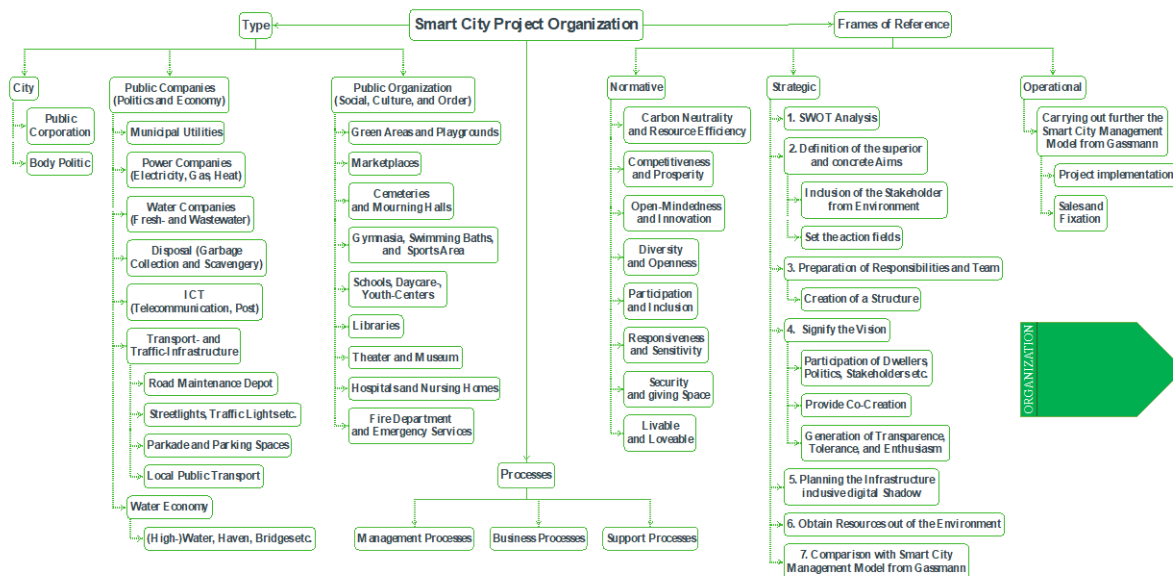 Smart City Project Organization
Type
Frames of Reference
City
Public
Corporation
Body Politic
Public Companies
(Politics and Economy)
Municipal Utilities
Power Companies
(Electricity, Gas, Heat)
Water Companies
(Fresh- and Wastewater)
Disposal (Garbage
Collection and Scavengery)
ICT
(Telecommunication, Post)
Transport- and
Traffic-Infrastructure
Road Maintenance Depot
Streetlights, Traffic Lights etc.
Parkade and Parking Spaces
Local Public Transport
Water Economy
(High-)Water, Haven, Bridges etc.
Public Organization
(Social, Culture, and Order)
Green Areas and Playgrounds
Marketplaces
Cemeteries
and Mourning Halls
Gymnasia, Swimming Baths,
and Sports Area
Schools, Daycare-,
Youth-Centers
Libraries
Theater and Museum
Hospitals and Nursing Homes
Fire Department
and Emergency Services
Processes
Management Processes
Business Processes
Support Processes
Normative
Carbon Neutrality
and Resource Efficiency
Competitiveness
and Prosperity
Open-Mindedness
and Innovation
Diversity
and Openness
Participation
and Inclusion
Responsiveness
and Sensitivity
Security
and giving Space
Livable
and Loveable
Strategic
1. SWOT Analysis
2. Definition of the superior
and concrete Aims
Inclusion of the Stakeholder
from Environment
Set the action fields
3. Preparation of Responsibilities and Team
Creation of a Structure
4. Signify the Vision
Participation of Dwellers,
Politics, Stakeholders etc.
Provide Co-Creation
Generation of Transparence,
Tolerance, and Enthusiasm
5. Planning the Infrastructure
inclusive digital Shadow
6. Obtain Resources out of the Environment
7. Comparison with Smart City
Management Model from Gassmann
Operational
Carrying out further the
Smart City Management
Model from Gassmann
Project implementation
Sales and
Fixation
ORGANIZATION